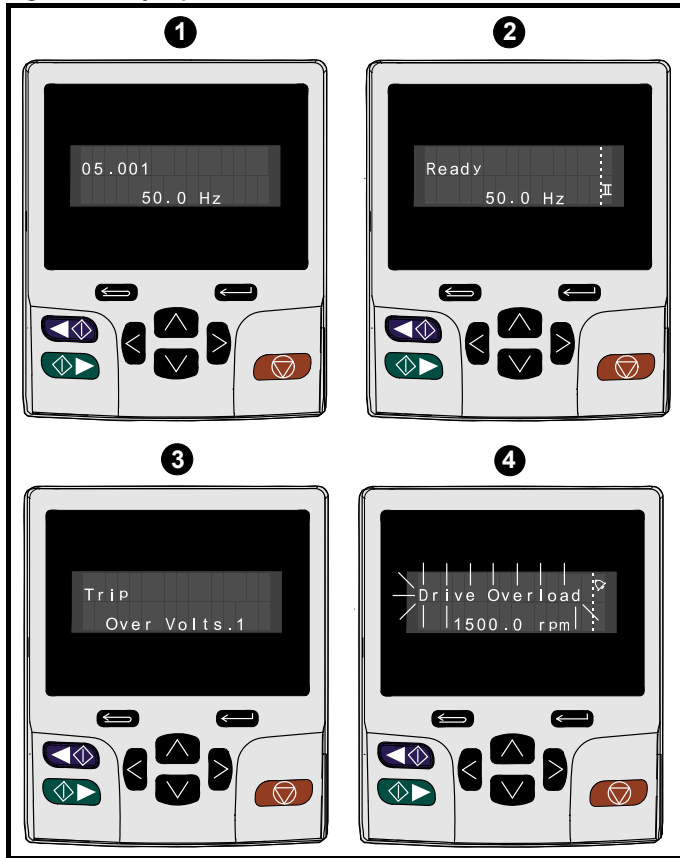 1
2
05.001
50.0 Hz
Ready
50.0 Hz
II
3
4
Trip
Over Volts.1
Drive Overload
1500.0 rpm